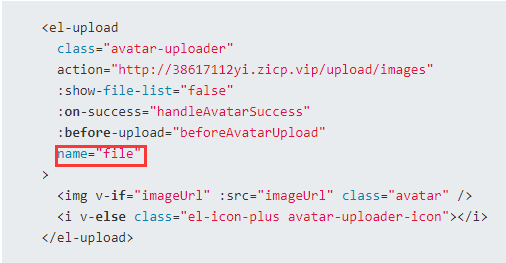 <el-upload
class="avatar-uploader"
action="http://38617112yi.zicp.vip/upload/images"
:show-file-list="false"
:on-success="handleAvatarSuccess"
:before-upload="beforeAvatarUpload"
name="file"
>
<img v-if="imageUrl" :src="imageUrl" class="avatar" />
<i v-else class="el-icon-plus avatar-uploader-icon"></i>
</el-upload>